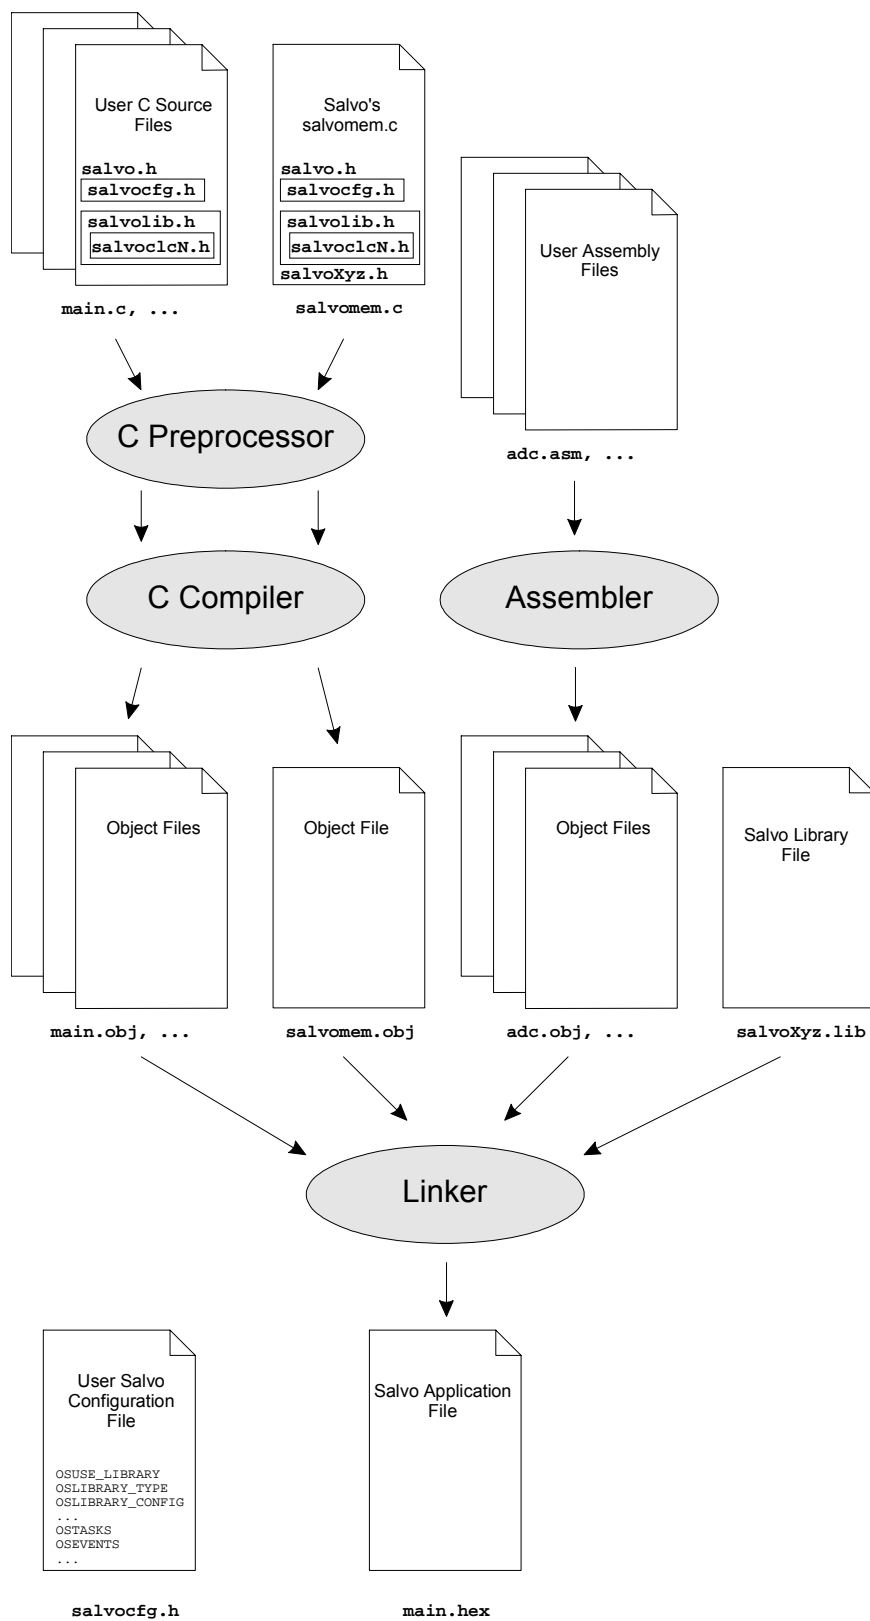 User C Source
Files
salvo.h
salvocfg.h
salvolib.h
salvoclcN.h
main.c, ...
Salvo's
salvomem.c
salvo.h
salvocfg.h
salvolib.h
salvoclcN.h
salvoXyz.h
salvomem.c
User Assembly
Files
adc.asm, ...
C Preprocessor
C Compiler
Assembler
Object Files
main.obj, ...
Object File
salvomem.obj
Object Files
adc.obj, ...
Salvo Library
File
salvoXyz.lib
Linker
User Salvo
Configuration
File
OSUSE_LIBRARY
OSLIBRARY_TYPE
OSLIBRARY_CONFIG
...
OSTASKS
OSEVENTS
...
salvocfg.h
Salvo Application
File
main.hex